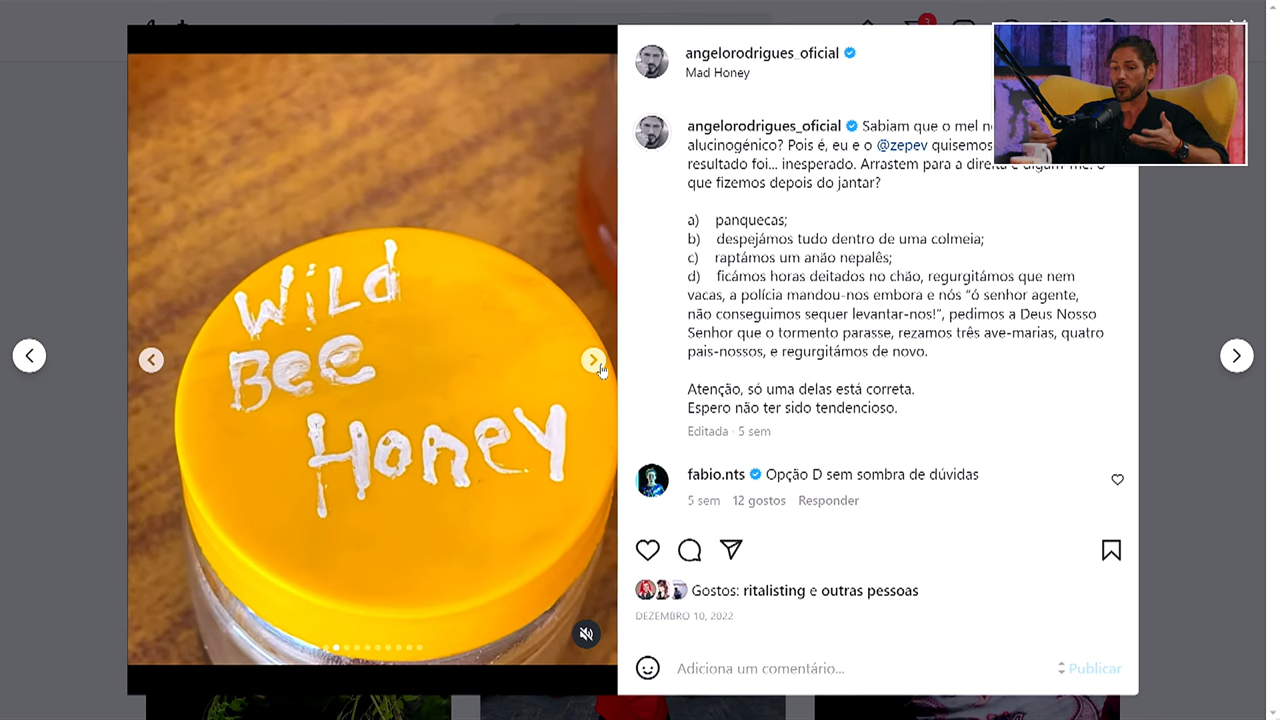 3
angelorodrigues_oficial
Mad Honey
angelorodrigues_oficial Sabiam que o mel
alucinogénico? Pois é, eu e o @zepev quisemos
resultado foi... inesperado. Arrastem para a direita e digam-me: o
que fizemos depois do jantar?
a) panquecas;
b) despejámos tudo dentro de uma colmeia;
c) raptámos um anão nepalês;
d) ficámos horas deitados no chão, regurgitámos que nem
vacas, a polícia mandou-nos embora e nós “ó senhor agente,
não conseguimos sequer levantar-nos!”, pedimos a Deus Nosso
Senhor que o tormento parasse, rezamos três ave-marias, quatro
pais-nossos, e regurgitámos de novo.
Atenção, só uma delas está correta.
Espero não ter sido tendencioso.
Editada · 5 sem
fabio.nts Opção D sem sombra de dúvidas
5 sem 12 gostos Responder
Gostos: ritalisting e outras pessoas
DEZEMBRO 10, 2022
Adiciona um comentário...
Publicar
Wild
Bee
Honey